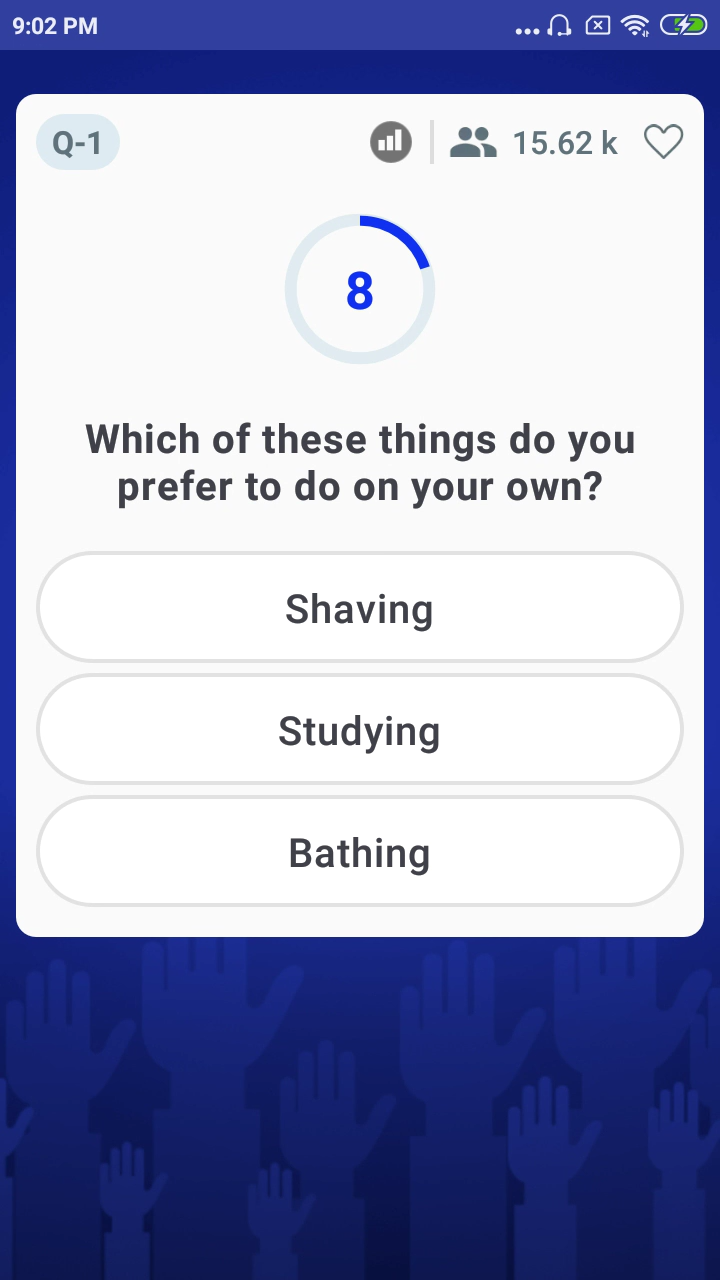 9:02 PM
Q-1
15.62 k
8
Which of these things do you
prefer to do on your own?
Shaving
Studying
Bathing